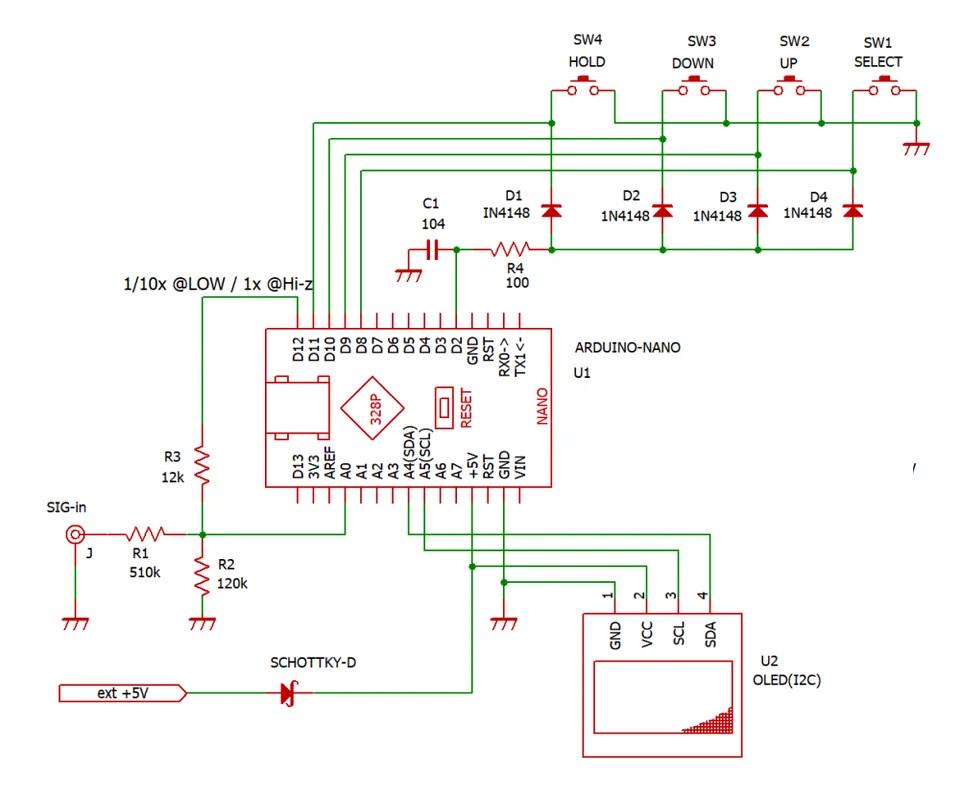 SW4
HOLD
SW3
DOWN
SW2
UP
SW1
SELECT
D1
IN4148
D2
1N4148
D3
1N4148
D4
1N4148
C1
104
R4
100
1/10x @LOW / 1x @Hi-z
D12
D11
D10
D9
D8
D7
D6
D5
D4
D3
D2
GND
RST
RX0->
TX1<-
ARDUINO-NANO
U1
328P
RESET
NANO
D13
3V3
AREF
A0
A1
A2
A3
A4(SDA)
A5(SCL)
A6
A7
+5V
RST
GND
VIN
R3
12k
SIG-in
J
R1
510k
R2
120k
1
2
3
4
GND
VCC
SCL
SDA
U2
OLED(I2C)
SCHOTTKY-D
ext +5V